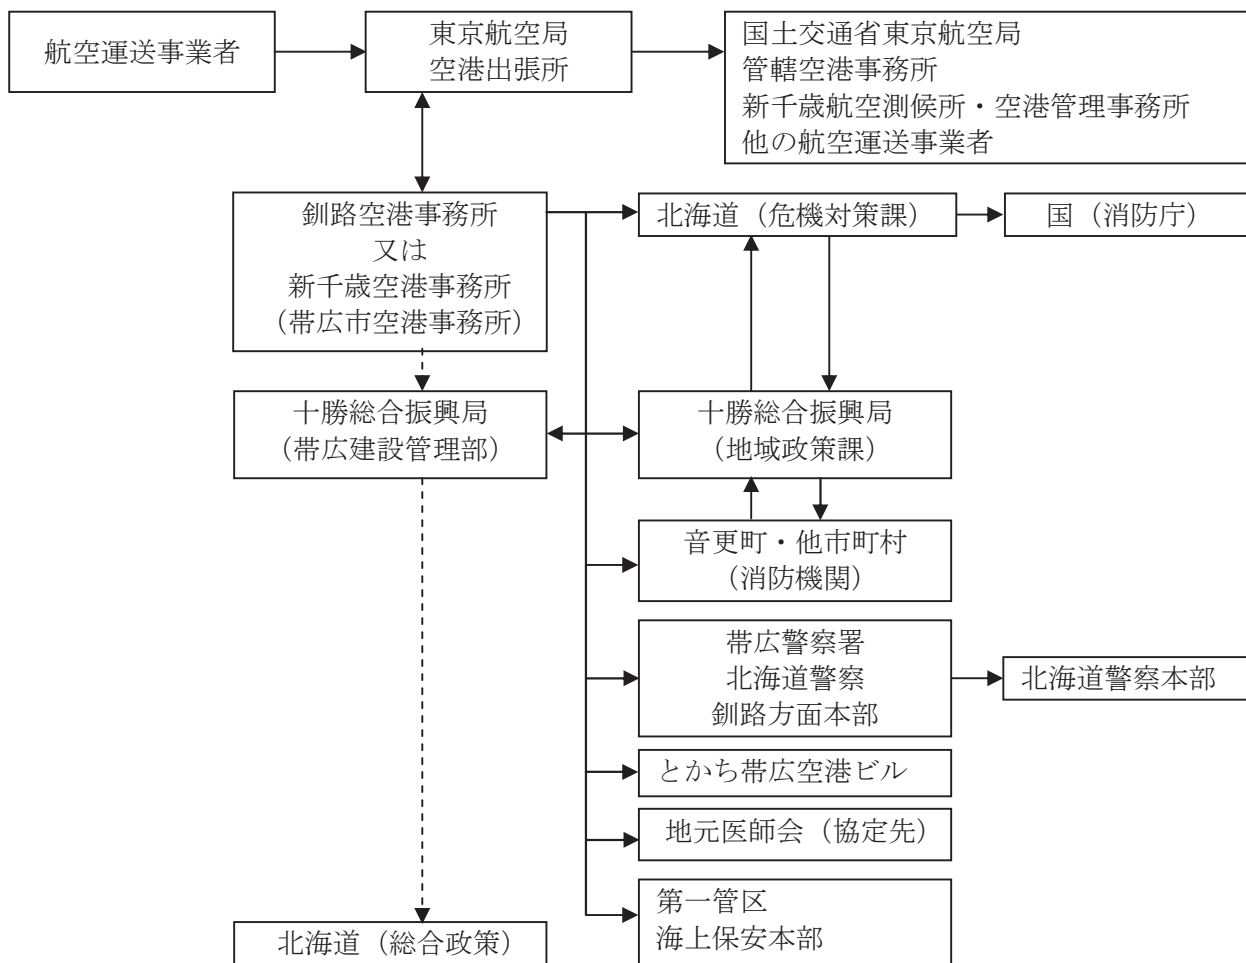 航空運送事業者
東京航空局
空港出張所
国土交通省東京航空局
管轄空港事務所
新千歳航空測候所・空港管理事務所
他の航空運送事業者
釧路空港事務所
又は
新千歳空港事務所
（帯広市空港事務所）
北海道（危機対策課）
国（消防庁）
十勝総合振興局
（帯広建設管理部）
十勝総合振興局
（地域政策課）
音更町・他市町村
（消防機関）
帯広警察署
北海道警察
釧路方面本部
北海道警察本部
とかち帯広空港ビル
地元医師会（協定先）
第一管区
海上保安本部
北海道（総合政策）